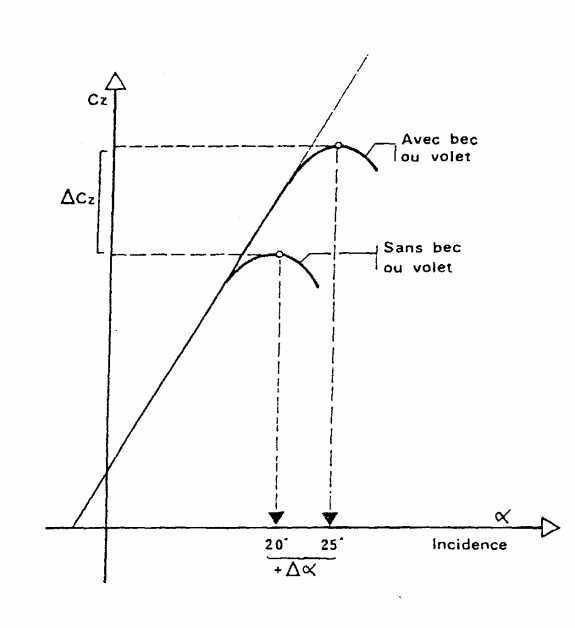 Cz
Avec bec
ou volet
ΔCz
Sans bec
ou volet
α
20° 25° Incidence
+ Δα